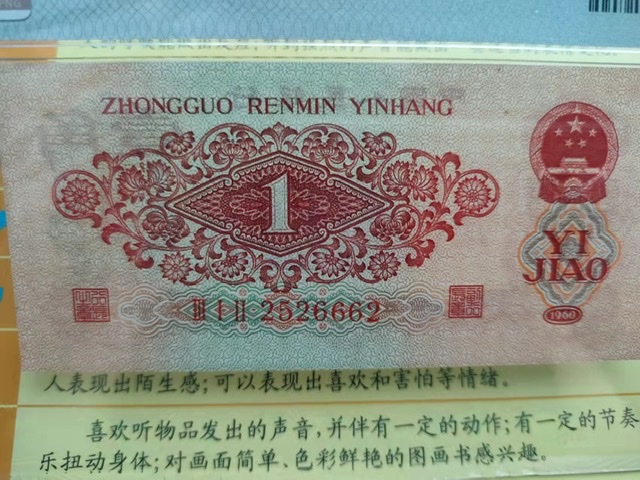 ZHONGGUO RENMIN YINHANG
1
YI
JIAO
2526662
1960
人表现出陌生感;可以表现出喜欢和害怕等情绪。
喜欢听物品发出的声音,并伴有一定的动作;有一定的节奏
乐扭动身体;对画面简单、色彩鲜艳的图画书感兴趣。